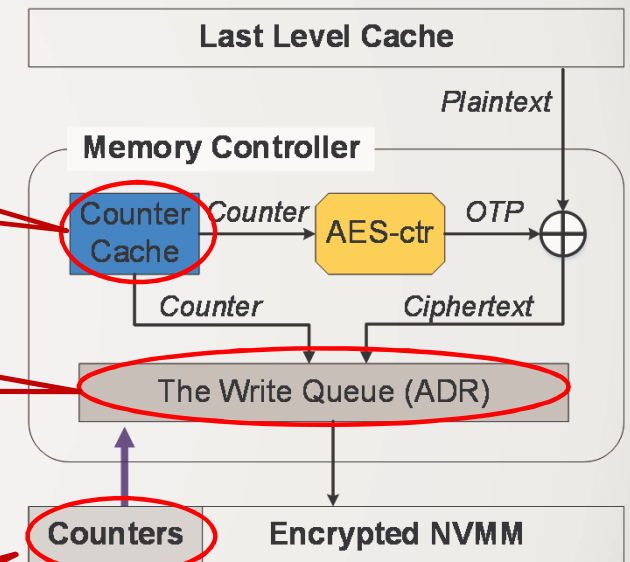 Last Level Cache
Plaintext
Memory Controller
Counter
Cache
Counter
AES-ctr
OTP
Counter
Ciphertext
The Write Queue (ADR)
Counters
Encrypted NVMM